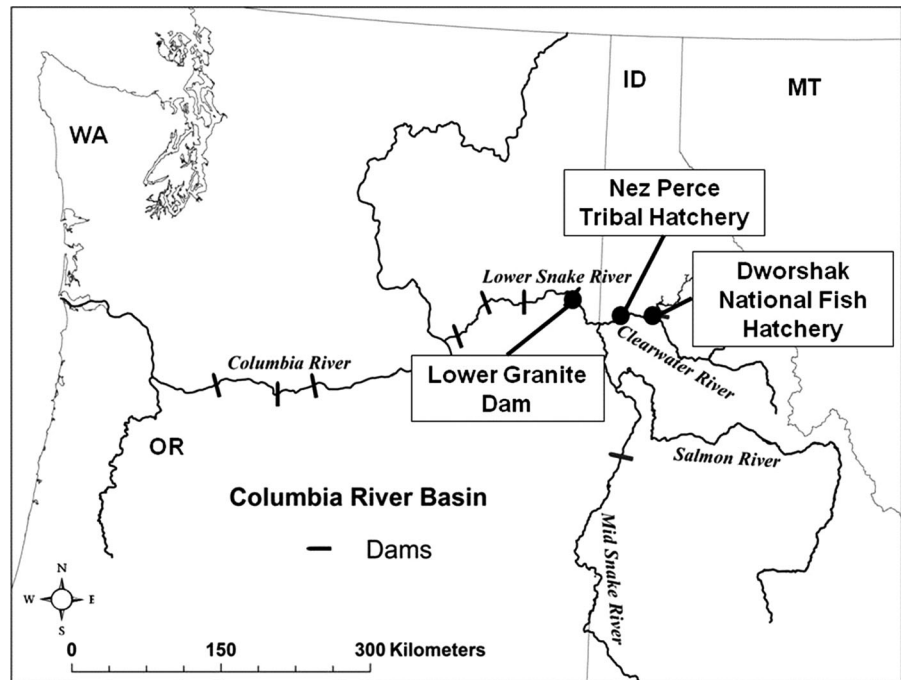 WA
ID
MT
Nez Perce
Tribal Hatchery
Lower Snake River
Dworshak
National Fish
Hatchery
Columbia River
Lower Granite
Dam
Clearwater River
OR
Salmon River
Columbia River Basin
Mid Snake River
Dams
N
W E
S
0 150 300 Kilometers